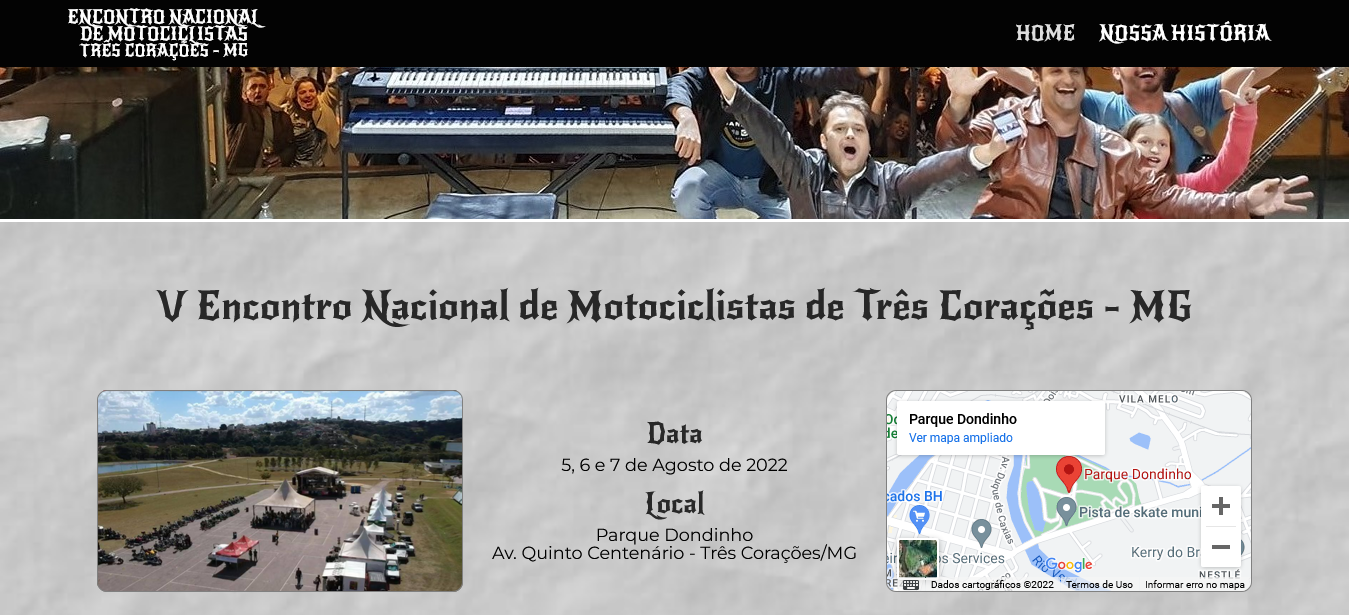 ENCONTRO NACIONAL
DE MOTOCICLISTAS
TRÊS CORAÇÕES - MG
HOME
NOSSA HISTÓRIA
V Encontro Nacional de Motociclistas de Três Corações - MG
Data
5, 6 e 7 de Agosto de 2022
Local
Parque Dondinho
Av. Quinto Centenário - Três Corações/MG
Parque Dondinho
Ver mapa ampliado
VILA MELO
Parque Dondinho
Av. Duque de Caxias
cados BH
Pista de skate muni
os Services
Kerry do Br
NESTLÉ
Google
Dados cartográficos ©2022
Termos de Uso
Informar erro no mapa